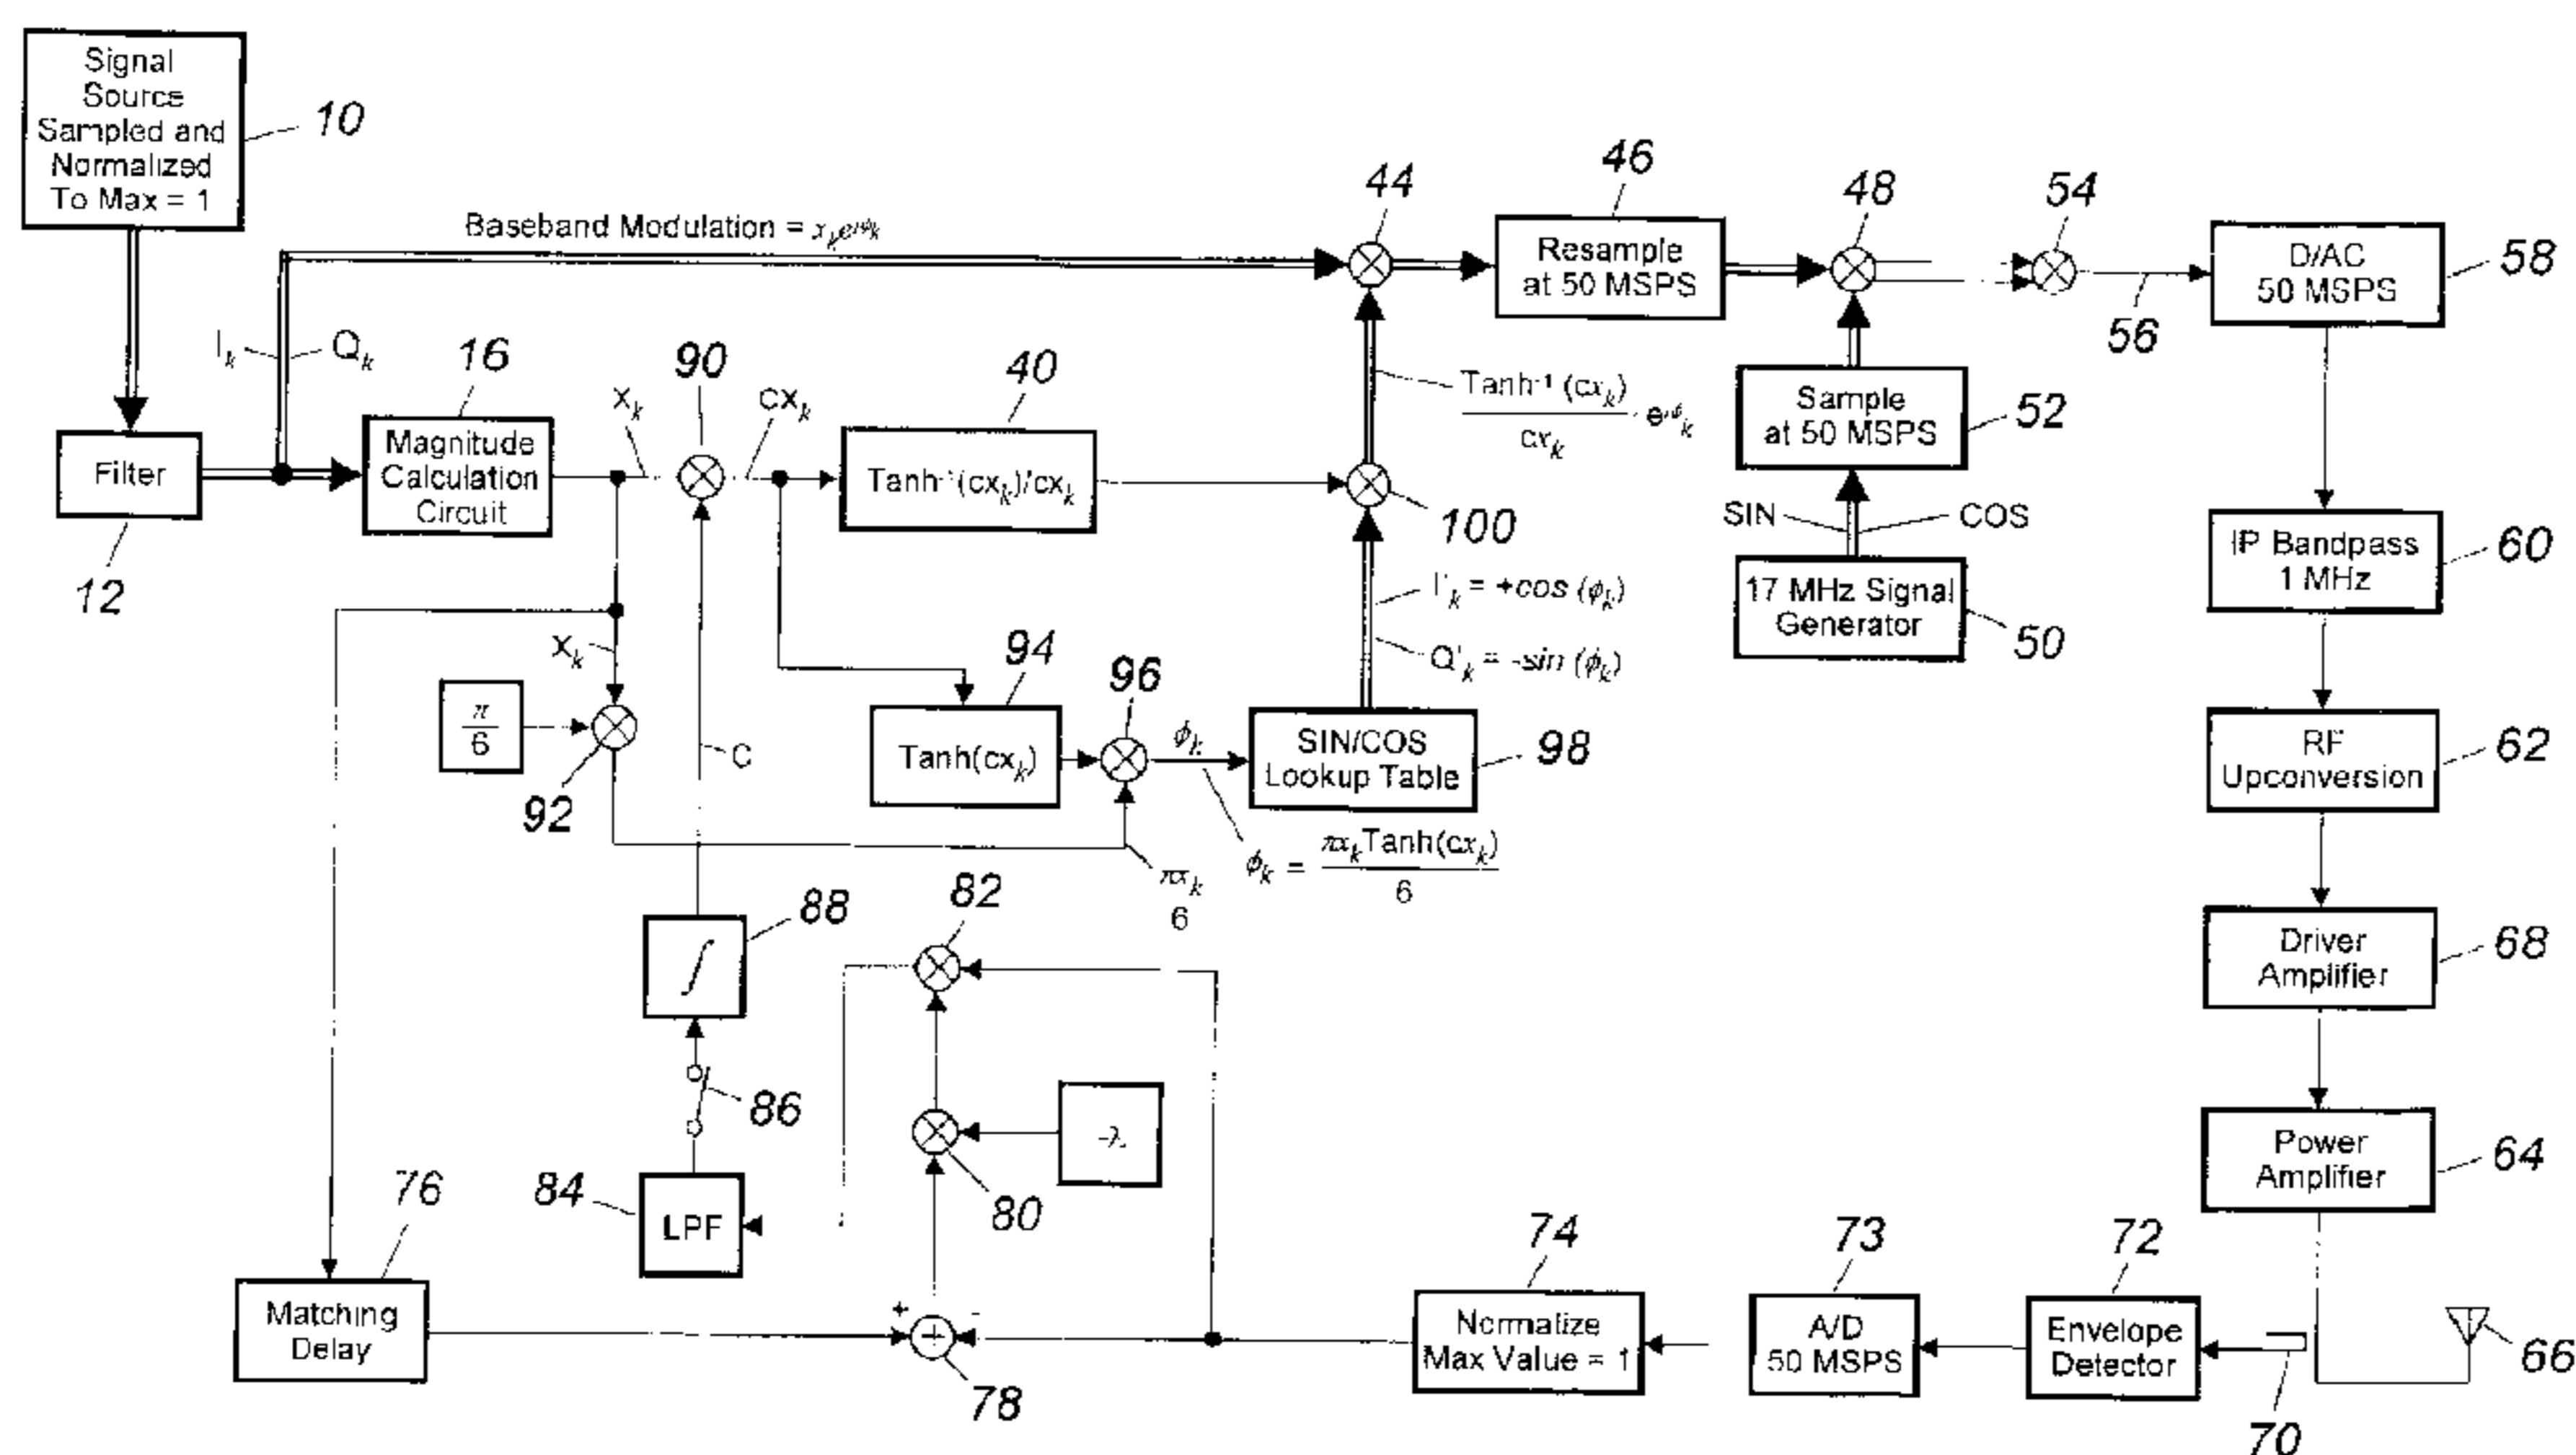 Signal
Source
Sampled and
Normalized
To Max = 1
10
Baseband Modulation =
44
46
Resample
at 50 MSPS
48
54
D/AC
50 MSPS
58
56
I_k
Q_k
Filter
12
16
Magnitude
Calculation
Circuit
x_k
90
cx_k
40
Tanh⁻¹(cx_k)/cx_k
Tanh⁻¹ (cx_k)
cx_k
100
Sample
at 50 MSPS
52
SIN
COS
17 MHz Signal
Generator
50
IP Bandpass
1 MHz
60
x_k
π
6
92
C
94
Tanh(cx_k)
96
ϕ_k
I'_k = +cos (ϕ_k)
Q'_k = -sin (ϕ_k)
SIN/COS
Lookup Table
98
πx_k
6
ϕ_k = πx_k Tanh(cx_k)
6
RF
Upconversion
62
88
∫
82
Driver
Amplifier
68
86
-λ
80
84
LPF
Power
Amplifier
64
76
Matching
Delay
+
-
+
78
74
Normalize
Max Value = 1
73
A/D
50 MSPS
72
Envelope
Detector
70
66